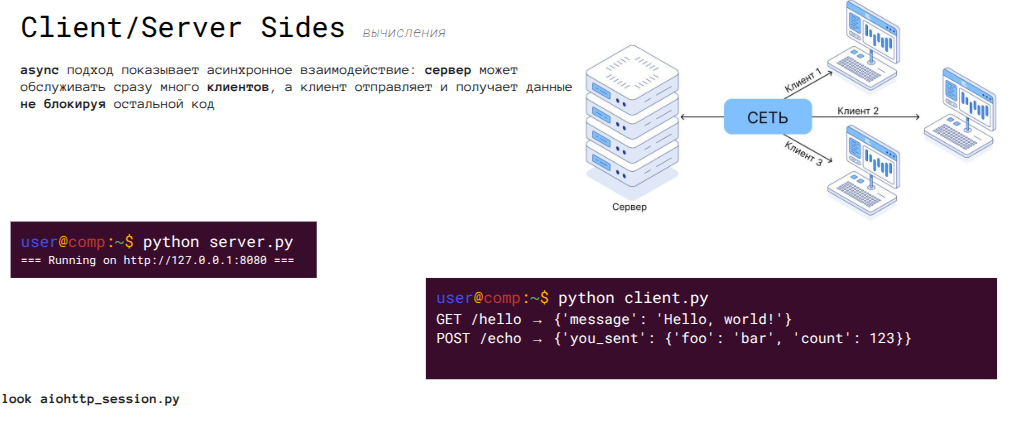 Client/Server Sides вычисления
async подход показывает асинхронное взаимодействие: сервер может
обслуживать сразу много клиентов, а клиент отправляет и получает данные
не блокируя остальной код
Клиент 1
СЕТЬ
Клиент 2
Клиент 3
Сервер
user@comp:~$ python server.py
=== Running on http://127.0.0.1:8080 ===
user@comp:~$ python client.py
GET /hello → {'message': 'Hello, world!'}
POST /echo → {'you_sent': {'foo': 'bar', 'count': 123}}
look aiohttp_session.py